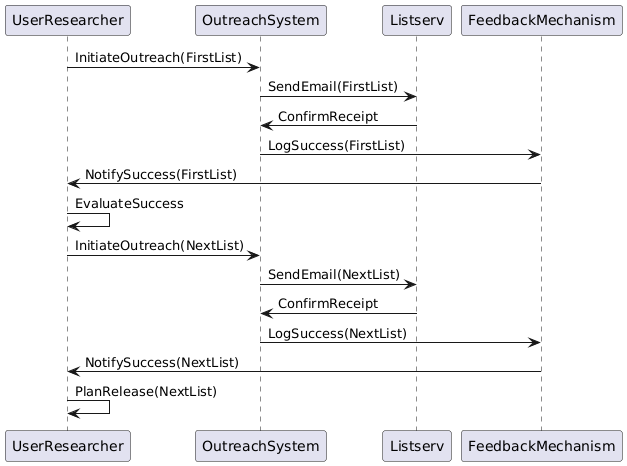 UserResearcher OutreachSystem Listserv FeedbackMechanism
InitiateOutreach(FirstList)
SendEmail(FirstList)
ConfirmReceipt
LogSuccess(FirstList)
NotifySuccess(FirstList)
EvaluateSuccess
InitiateOutreach(NextList)
SendEmail(NextList)
ConfirmReceipt
LogSuccess(NextList)
NotifySuccess(NextList)
PlanRelease(NextList)
UserResearcher OutreachSystem Listserv FeedbackMechanism